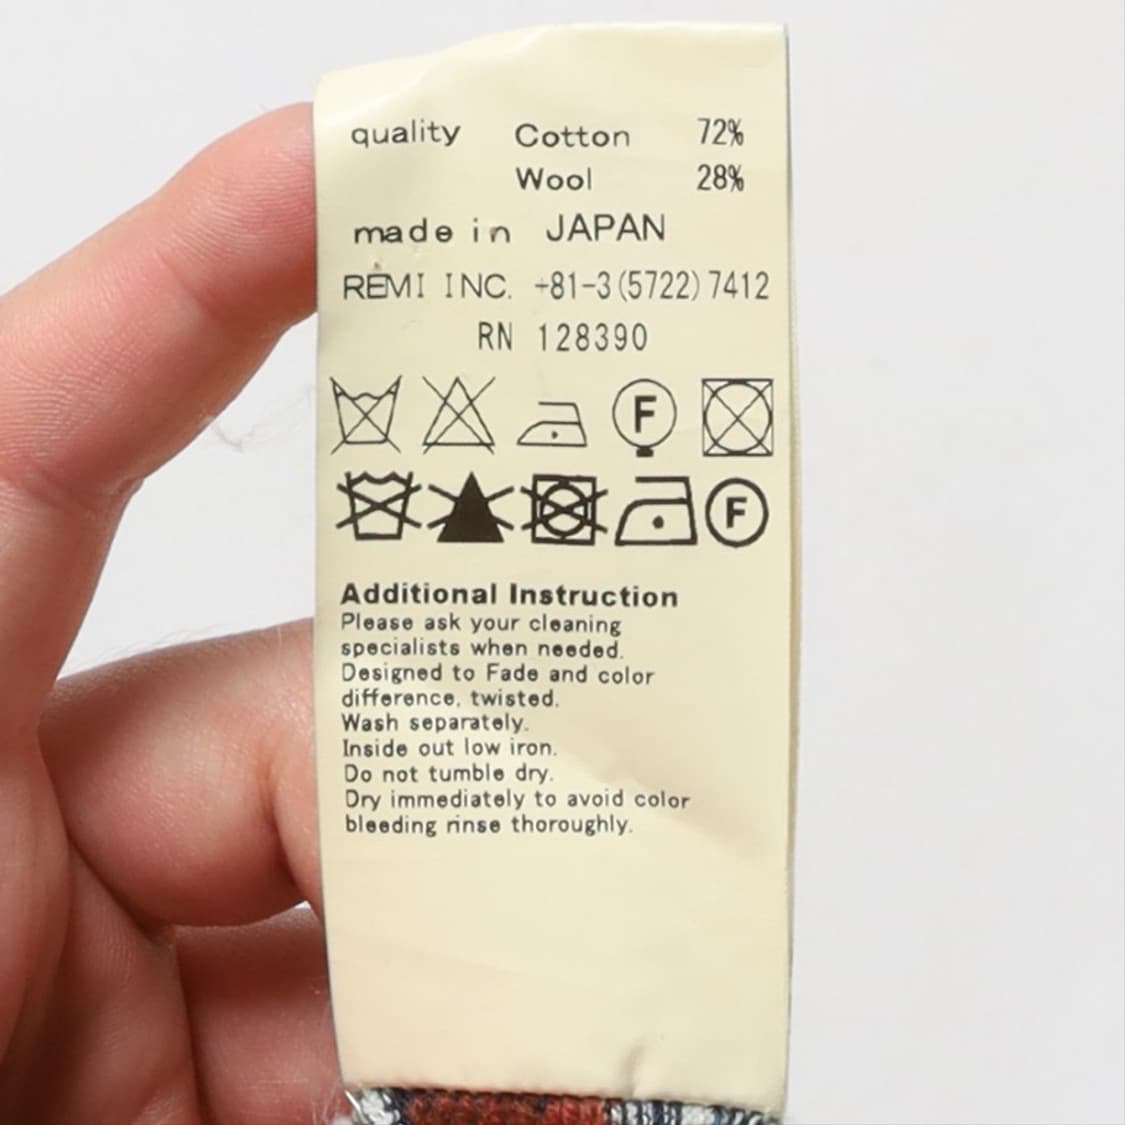 quality Cotton 72%
Wool 28%
made in JAPAN
REMI INC. +81-3(5722)7412
RN 128390
F
F
Additional Instruction
Please ask your cleaning
specialists when needed.
Designed to Fade and color
difference, twisted.
Wash separately.
Inside out low iron.
Do not tumble dry.
Dry immediately to avoid color
bleeding rinse thoroughly.